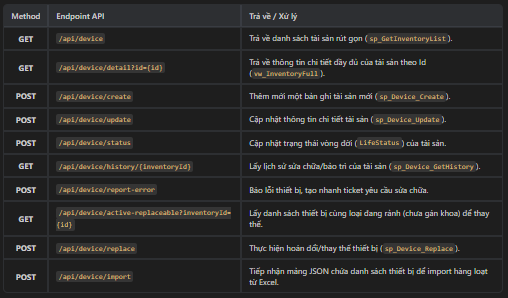 Method Endpoint API Trả về / Xử lý
GET /api/device Trả về danh sách tài sản rút gọn ( sp_GetInventoryList ).
GET /api/device/detail?id={id} Trả về thông tin chi tiết đầy đủ của tài sản theo Id
( vw_InventoryFull ).
POST /api/device/create Thêm mới một bản ghi tài sản mới ( sp_Device_Create ).
POST /api/device/update Cập nhật thông tin chi tiết tài sản ( sp_Device_Update ).
POST /api/device/status Cập nhật trạng thái vòng đời ( LifeStatus ) của tài sản.
GET /api/device/history/{inventoryId} Lấy lịch sử sửa chữa/bảo trì của tài sản ( sp_Device_GetHistory ).
POST /api/device/report-error Báo lỗi thiết bị, tạo nhanh ticket yêu cầu sửa chữa.
GET /api/device/active-replaceable?inventoryid= Lấy danh sách thiết bị cùng loại đang rảnh (chưa gán khoa) để thay
{id} thế.
POST /api/device/replace Thực hiện hoán đổi/thay thế thiết bị ( sp_Device_Replace ).
POST /api/device/import Tiếp nhận mảng JSON chứa danh sách thiết bị để import hàng loạt
từ Excel.